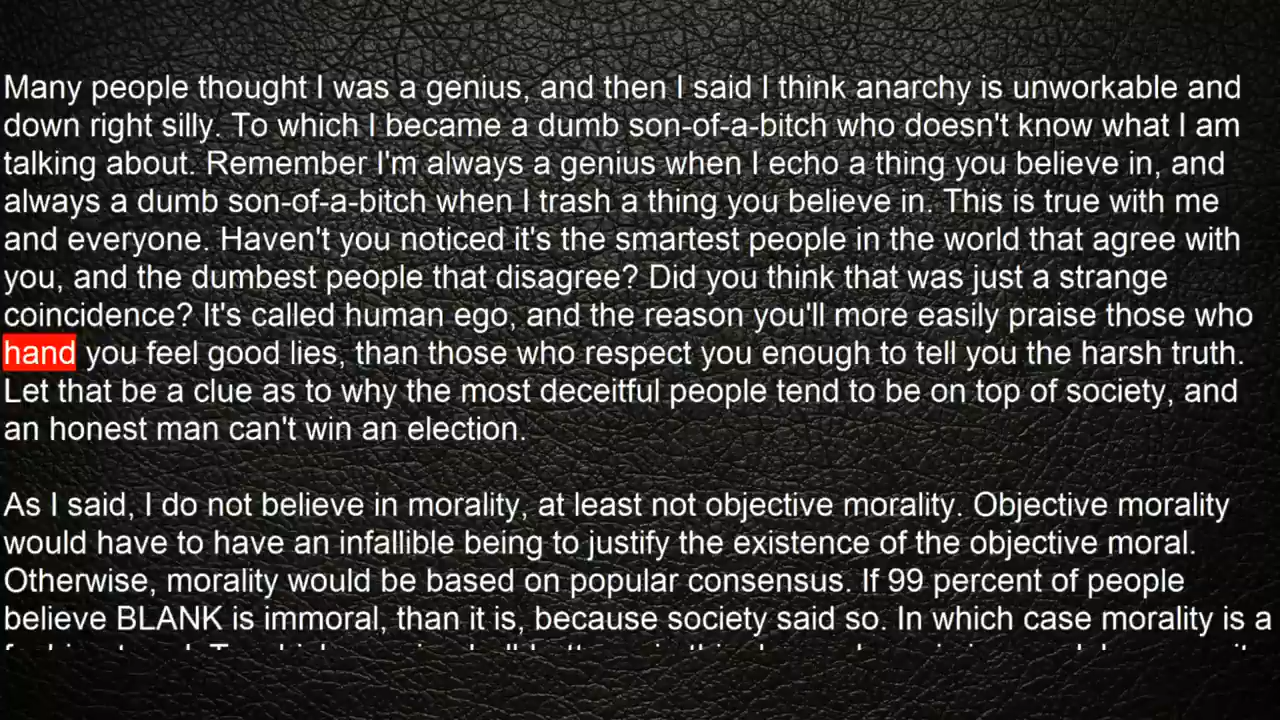 Many people thought I was a genius, and then I said I think anarchy is unworkable and
down right silly. To which I became a dumb son-of-a-bitch who doesn't know what I am
talking about. Remember I'm always a genius when I echo a thing you believe in, and
always a dumb son-of-a-bitch when I trash a thing you believe in. This is true with me
and everyone. Haven't you noticed it's the smartest people in the world that agree with
you, and the dumbest people that disagree? Did you think that was just a strange
coincidence? It's called human ego, and the reason you'll more easily praise those who
hand you feel good lies, than those who respect you enough to tell you the harsh truth.
Let that be a clue as to why the most deceitful people tend to be on top of society, and
an honest man can't win an election.
As I said, I do not believe in morality, at least not objective morality. Objective morality
would have to have an infallible being to justify the existence of the objective moral.
Otherwise, morality would be based on popular consensus. If 99 percent of people
believe BLANK is immoral, than it is, because society said so. In which case morality is a